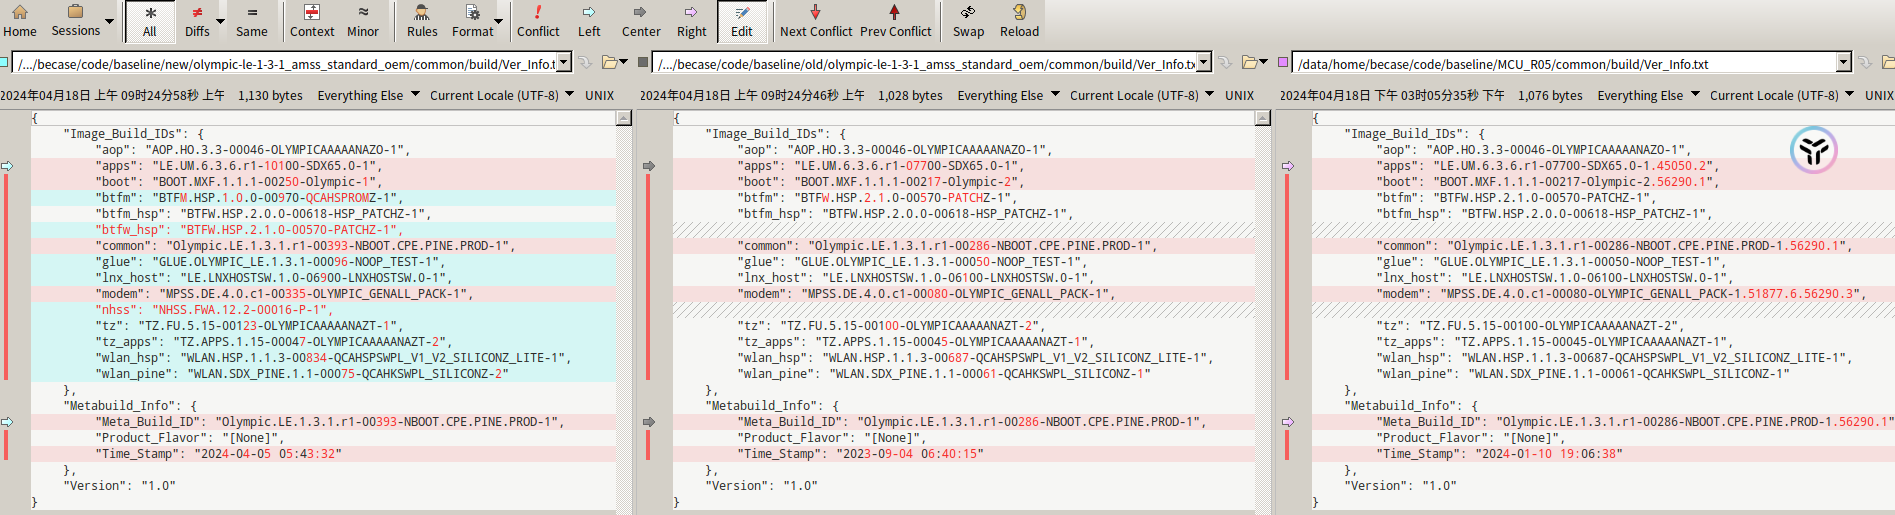 Home Sessions All Diffs Same Context Minor Rules Format Conflict Left Center Right Edit Next Conflict Prev Conflict Swap Reload
/.../becase/code/baseline/new/olympic-le-1-3-1_amss_standard_oem/common/build/Ver_Info.t
2024年04月18日 上午 09时24分58秒 上午 1,130 bytes Everything Else Current Locale (UTF-8) UNIX
{
"Image_Build_IDs": {
"aop": "AOP.HO.3.3-00046-OLYMPICAAAAANAZO-1",
"apps": "LE.UM.6.3.6.r1-10100-SDX65.0-1",
"boot": "BOOT.MXF.1.1.1-00250-Olympic-1",
"btfm": "BTFM.HSP.1.0.0-00970-QCAHSPROMZ-1",
"btfm_hsp": "BTFW.HSP.2.0.0-00618-HSP_PATCHZ-1",
"btfw_hsp": "BTFW.HSP.2.1.0-00570-PATCHZ-1",
"common": "Olympic.LE.1.3.1.r1-00393-NBOOT.CPE.PINE.PROD-1",
"glue": "GLUE.OLYMPIC_LE.1.3.1-00096-NOOP_TEST-1",
"lnx_host": "LE.LNXHOSTSW.1.0-06900-LNXHOSTSW.0-1",
"modem": "MPSS.DE.4.0.c1-00335-OLYMPIC_GENALL_PACK-1",
"nhss": "NHSS.FWA.12.2-00016-P-1",
"tz": "TZ.FU.5.15-00123-OLYMPICAAAAANAZT-1",
"tz_apps": "TZ.APPS.1.15-00047-OLYMPICAAAAANAZT-2",
"wlan_hsp": "WLAN.HSP.1.1.3-00834-QCAHSPSWPL_V1_V2_SILICONZ_LITE-1",
"wlan_pine": "WLAN.SDX_PINE.1.1-00075-QCAHKSWPL_SILICONZ-2"
},
"Metabuild_Info": {
"Meta_Build_ID": "Olympic.LE.1.3.1.r1-00393-NBOOT.CPE.PINE.PROD-1",
"Product_Flavor": "[None]",
"Time_Stamp": "2024-04-05 05:43:32"
},
"Version": "1.0"
}
/.../becase/code/baseline/old/olympic-le-1-3-1_amss_standard_oem/common/build/Ver_Info.tx
2024年04月18日 上午 09时24分46秒 上午 1,028 bytes Everything Else Current Locale (UTF-8) UNIX
{
"Image_Build_IDs": {
"aop": "AOP.HO.3.3-00046-OLYMPICAAAAANAZO-1",
"apps": "LE.UM.6.3.6.r1-07700-SDX65.0-1",
"boot": "BOOT.MXF.1.1.1-00217-Olympic-2",
"btfm": "BTFW.HSP.2.1.0-00570-PATCHZ-1",
"btfm_hsp": "BTFW.HSP.2.0.0-00618-HSP_PATCHZ-1",
"common": "Olympic.LE.1.3.1.r1-00286-NBOOT.CPE.PINE.PROD-1",
"glue": "GLUE.OLYMPIC_LE.1.3.1-00050-NOOP_TEST-1",
"lnx_host": "LE.LNXHOSTSW.1.0-06100-LNXHOSTSW.0-1",
"modem": "MPSS.DE.4.0.c1-00080-OLYMPIC_GENALL_PACK-1",
"tz": "TZ.FU.5.15-00100-OLYMPICAAAAANAZT-2",
"tz_apps": "TZ.APPS.1.15-00045-OLYMPICAAAAANAZT-1",
"wlan_hsp": "WLAN.HSP.1.1.3-00687-QCAHSPSWPL_V1_V2_SILICONZ_LITE-1",
"wlan_pine": "WLAN.SDX_PINE.1.1-00061-QCAHKSWPL_SILICONZ-1"
},
"Metabuild_Info": {
"Meta_Build_ID": "Olympic.LE.1.3.1.r1-00286-NBOOT.CPE.PINE.PROD-1",
"Product_Flavor": "[None]",
"Time_Stamp": "2023-09-04 06:40:15"
},
"Version": "1.0"
}
/data/home/becase/code/baseline/MCU_R05/common/build/Ver_Info.txt
2024年04月18日 下午 03时05分35秒 下午 1,076 bytes Everything Else Current Locale (UTF-8) UNIX
{
"Image_Build_IDs": {
"aop": "AOP.HO.3.3-00046-OLYMPICAAAAANAZO-1",
"apps": "LE.UM.6.3.6.r1-07700-SDX65.0-1.45050.2",
"boot": "BOOT.MXF.1.1.1-00217-Olympic-2.56290.1",
"btfm": "BTFW.HSP.2.1.0-00570-PATCHZ-1",
"btfm_hsp": "BTFW.HSP.2.0.0-00618-HSP_PATCHZ-1",
"common": "Olympic.LE.1.3.1.r1-00286-NBOOT.CPE.PINE.PROD-1.56290.1",
"glue": "GLUE.OLYMPIC_LE.1.3.1-00050-NOOP_TEST-1",
"lnx_host": "LE.LNXHOSTSW.1.0-06100-LNXHOSTSW.0-1",
"modem": "MPSS.DE.4.0.c1-00080-OLYMPIC_GENALL_PACK-1.51877.6.56290.3",
"tz": "TZ.FU.5.15-00100-OLYMPICAAAAANAZT-2",
"tz_apps": "TZ.APPS.1.15-00045-OLYMPICAAAAANAZT-1",
"wlan_hsp": "WLAN.HSP.1.1.3-00687-QCAHSPSWPL_V1_V2_SILICONZ_LITE-1",
"wlan_pine": "WLAN.SDX_PINE.1.1-00061-QCAHKSWPL_SILICONZ-1"
},
"Metabuild_Info": {
"Meta_Build_ID": "Olympic.LE.1.3.1.r1-00286-NBOOT.CPE.PINE.PROD-1.56290.1"
"Product_Flavor": "[None]",
"Time_Stamp": "2024-01-10 19:06:38"
},
"Version": "1.0"
}